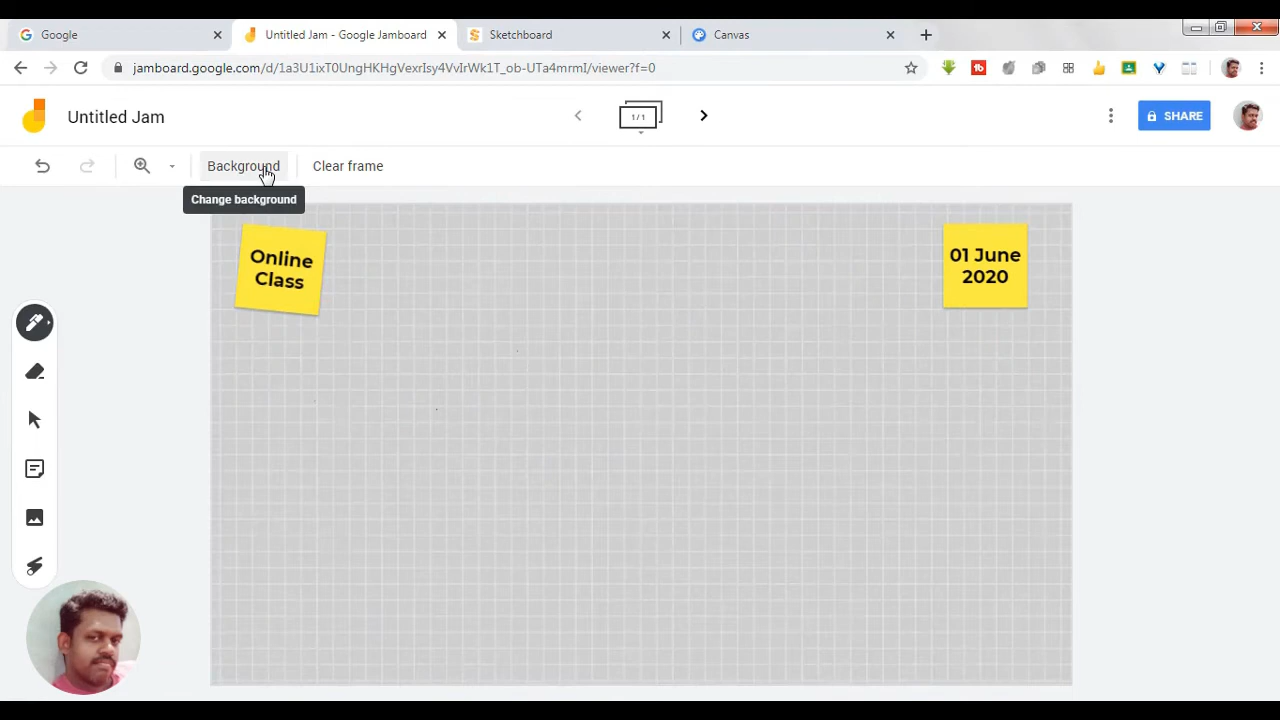 Google
Untitled Jam - Google Jamboard
Sketchboard
Canvas
jamboard.google.com/d/1a3U1ixT0UngHKHgVexrIsy4VvIrWk1T_ob-UTa4mrmI/viewer?f=0
Untitled Jam
1/1
SHARE
Background
Clear frame
Change background
Online
Class
01 June
2020